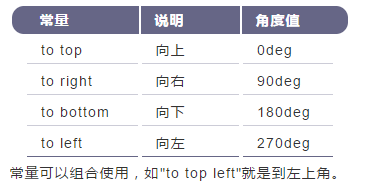 常量 说明 角度值
to top 向上 0deg
to right 向右 90deg
to bottom 向下 180deg
to left 向左 270deg
常量可以组合使用，如"to top left"就是到左上角。